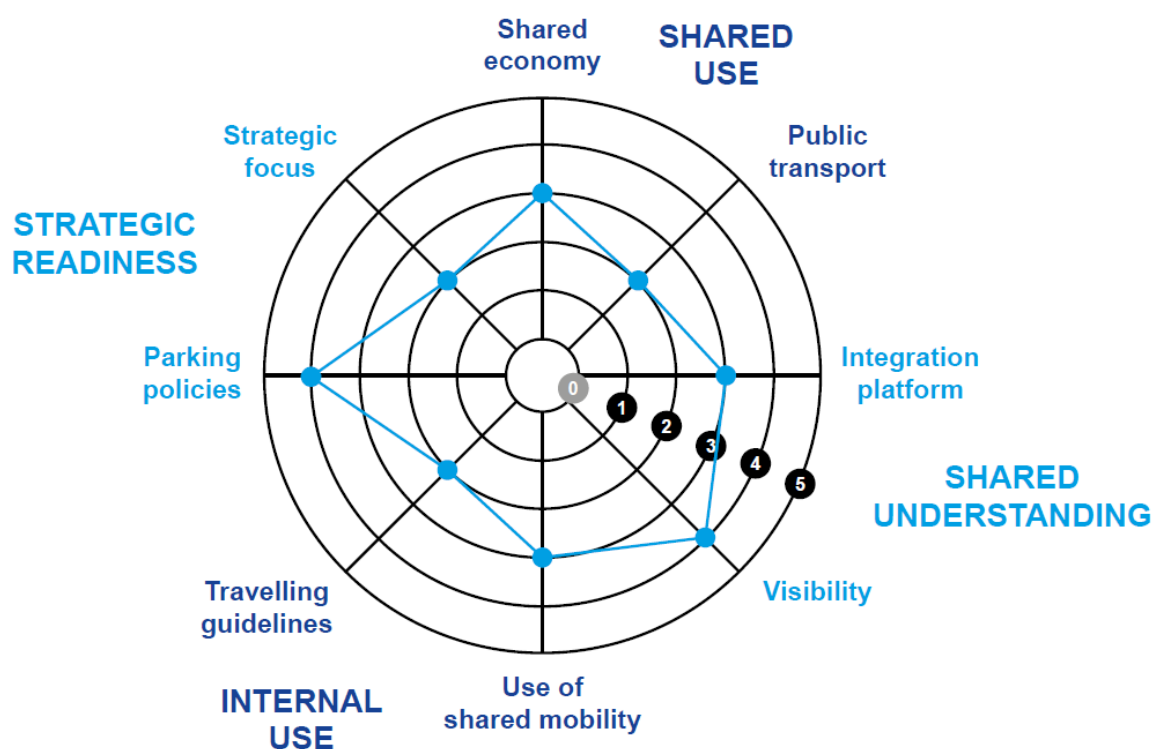 Shared
economy
SHARED
USE
Strategic
focus
Public
transport
STRATEGIC
READINESS
Parking
policies
Integration
platform
0
1
2
3
4
5
SHARED
UNDERSTANDING
Travelling
guidelines
Visibility
INTERNAL
USE
Use of
shared mobility